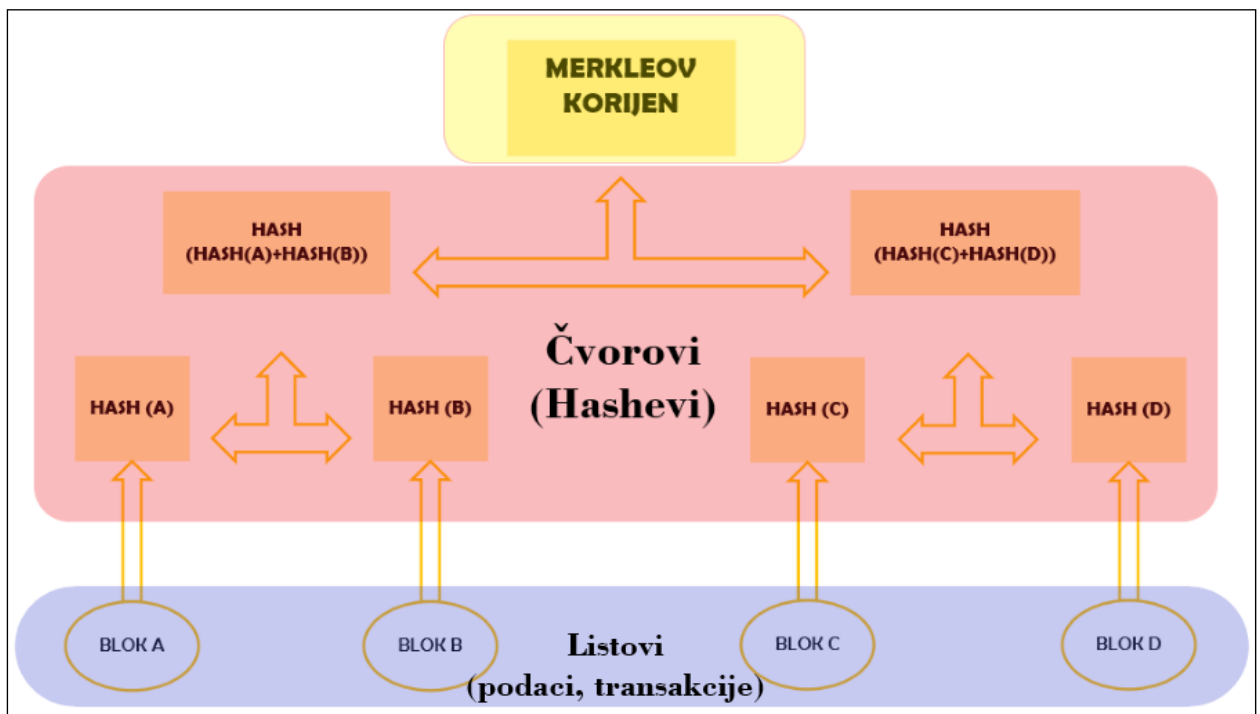 MERKLEOV
KORIJEN
HASH
(HASH(A)+HASH(B))
HASH
(HASH(C)+HASH(D))
Čvorovi
(Hashevi)
HASH (A)
HASH (B)
HASH (C)
HASH (D)
BLOK A
BLOK B
Listovi
(podaci, transakcije)
BLOK C
BLOK D